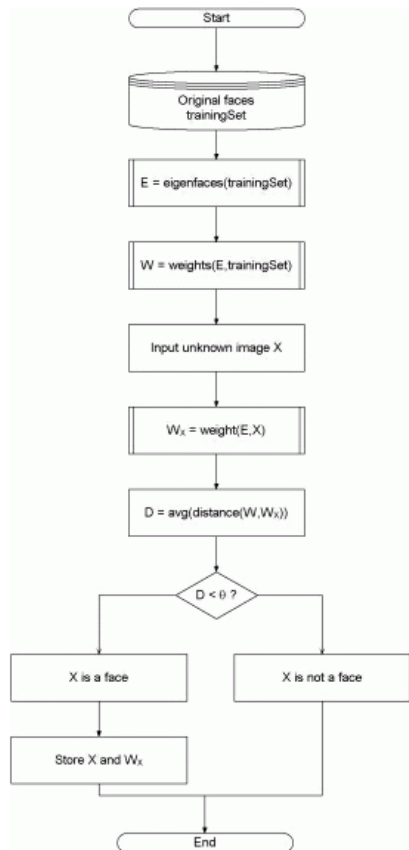 Start
Original faces
trainingSet
E = eigenfaces(trainingSet)
W = weights(E,trainingSet)
Input unknown image X
Wₓ = weight(E,X)
D = avg(distance(W,Wₓ))
D < θ ?
X is a face
X is not a face
Store X and Wₓ
End